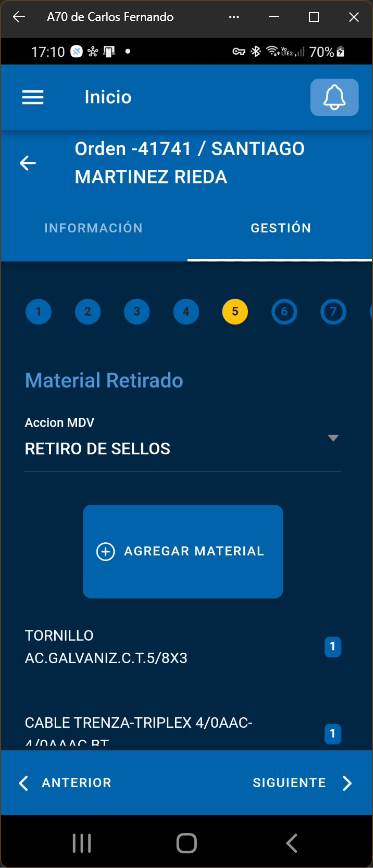 A70 de Carlos Fernando
17:10
70%
Inicio
Orden -41741 / SANTIAGO
MARTINEZ RIEDA
INFORMACIÓN GESTIÓN
1 2 3 4 5 6 7
Material Retirado
Accion MDV
RETIRO DE SELLOS
AGREGAR MATERIAL
TORNILLO
AC.GALVANIZ.C.T.5/8X3
1
CABLE TRENZA-TRIPLEX 4/0AAC-
4/0AAAC BT
1
ANTERIOR SIGUIENTE